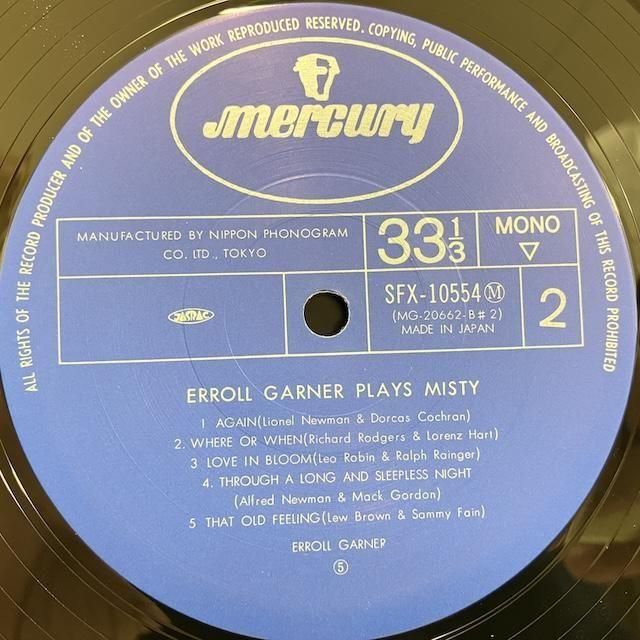 ALL RIGHTS OF THE RECORD PRODUCER AND OF THE OWNER OF THE WORK REPRODUCED RESERVED. COPYING, PUBLIC PERFORMANCE AND BROADCASTING OF THIS RECORD PROHIBITED
mercury
MANUFACTURED BY NIPPON PHONOGRAM
CO. LTD., TOKYO
33 1/3
MONO
▽
JASRAC
SFX-10554 Ⓜ
(MG-20662-B#2)
MADE IN JAPAN
2
ERROLL GARNER PLAYS MISTY
1 AGAIN(Lionel Newman & Dorcas Cochran)
2. WHERE OR WHEN(Richard Rodgers & Lorenz Hart)
3 LOVE IN BLOOM(Leo Robin & Ralph Rainger)
4. THROUGH A LONG AND SLEEPLESS NIGHT
(Alfred Newman & Mack Gordon)
5 THAT OLD FEELING(Lew Brown & Sammy Fain)
ERROLL GARNER
⑤